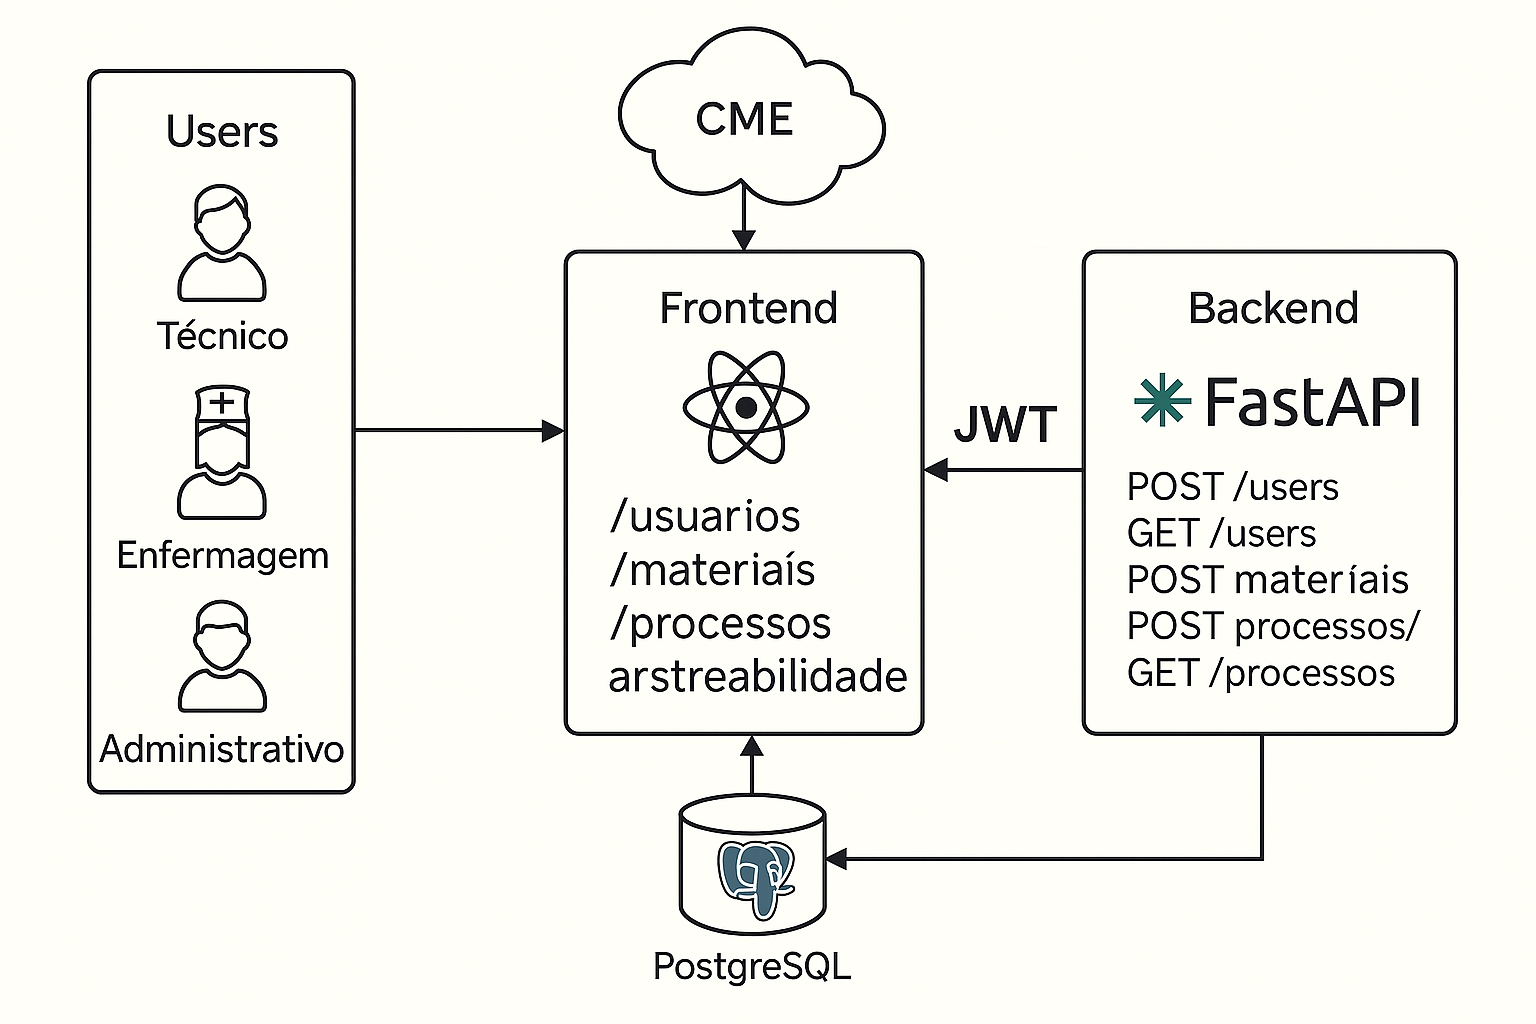 Users
Técnico
Enfermagem
Administrativo
CME
Frontend
/usuarios
/materiaís
/processos
arstreabilidade
JWT
Backend
FastAPI
POST /users
GET /users
POST materíais
POST processos/
GET /processos
PostgreSQL